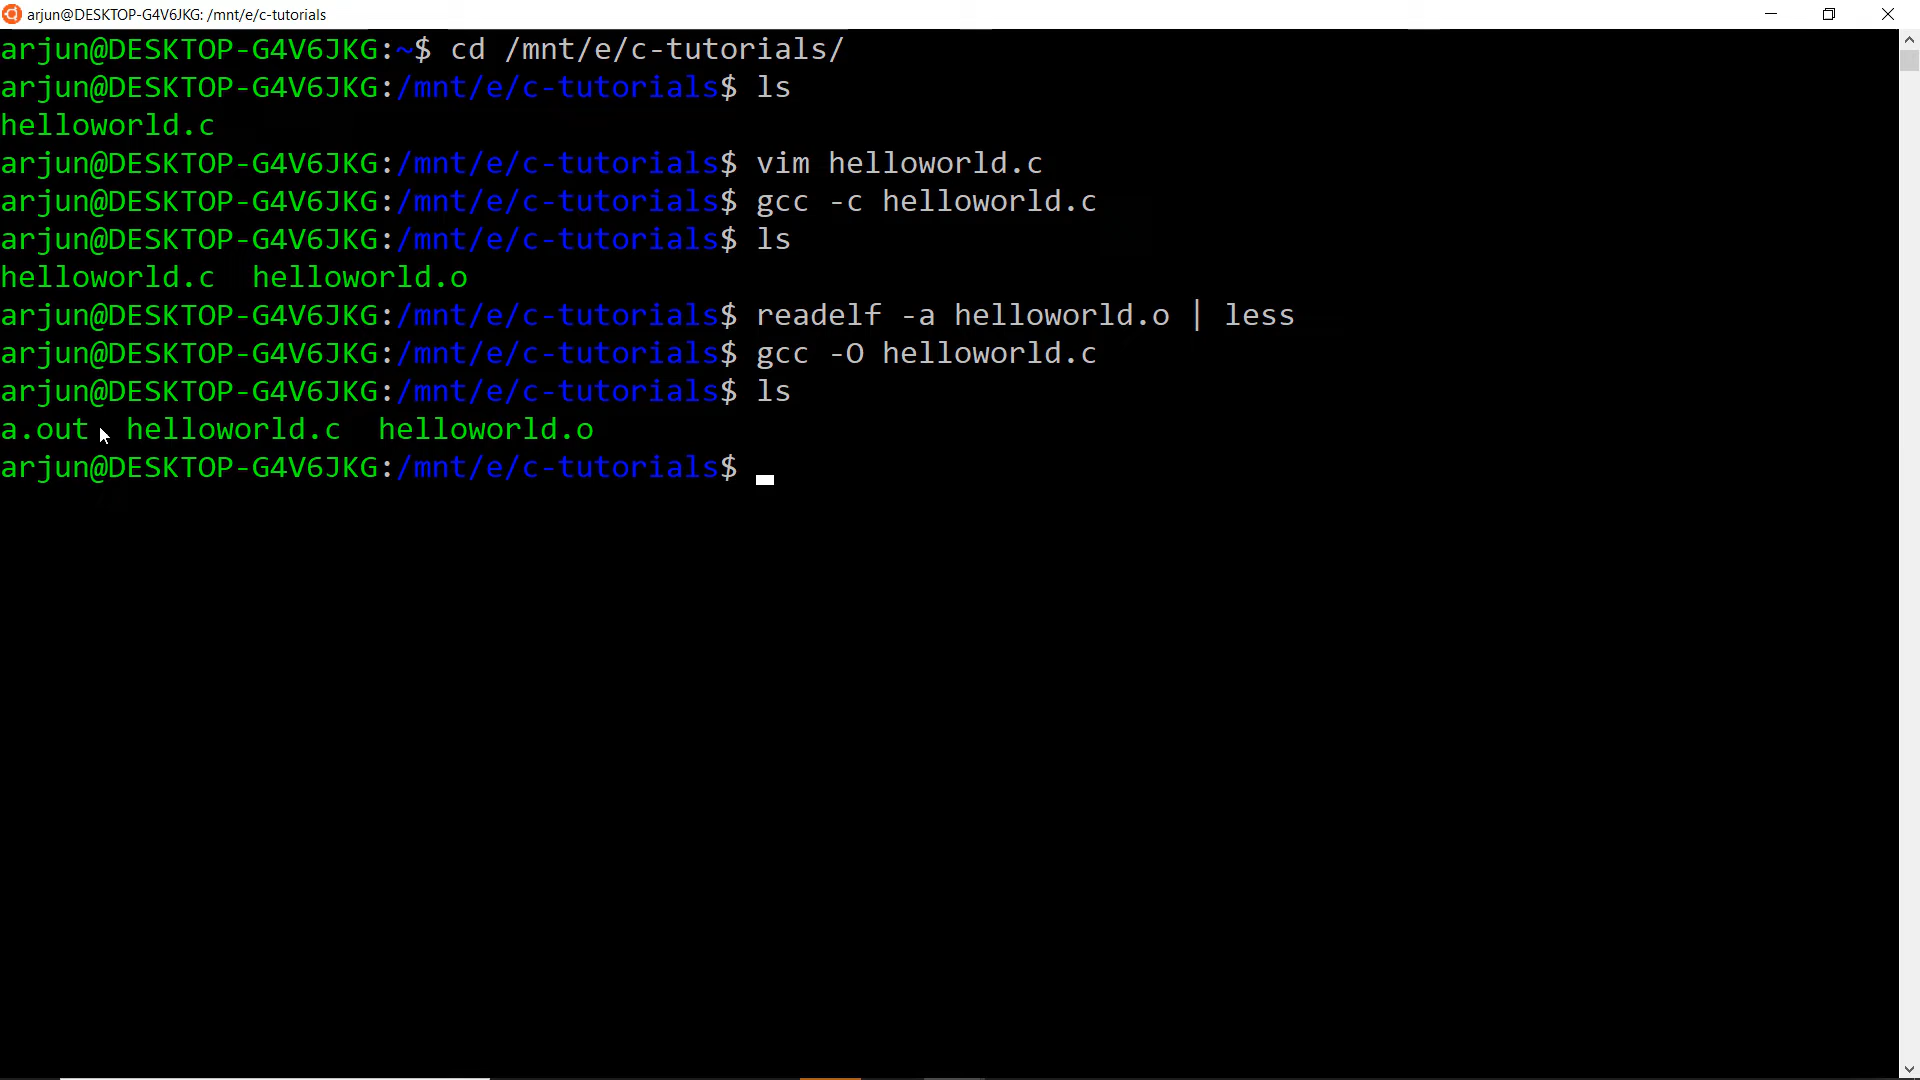 arjun@DESKTOP-G4V6JKG: /mnt/e/c-tutorials
arjun@DESKTOP-G4V6JKG:~$ cd /mnt/e/c-tutorials/
arjun@DESKTOP-G4V6JKG:/mnt/e/c-tutorials$ ls
helloworld.c
arjun@DESKTOP-G4V6JKG:/mnt/e/c-tutorials$ vim helloworld.c
arjun@DESKTOP-G4V6JKG:/mnt/e/c-tutorials$ gcc -c helloworld.c
arjun@DESKTOP-G4V6JKG:/mnt/e/c-tutorials$ ls
helloworld.c  helloworld.o
arjun@DESKTOP-G4V6JKG:/mnt/e/c-tutorials$ readelf -a helloworld.o | less
arjun@DESKTOP-G4V6JKG:/mnt/e/c-tutorials$ gcc -O helloworld.c
arjun@DESKTOP-G4V6JKG:/mnt/e/c-tutorials$ ls
a.out  helloworld.c  helloworld.o
arjun@DESKTOP-G4V6JKG:/mnt/e/c-tutorials$